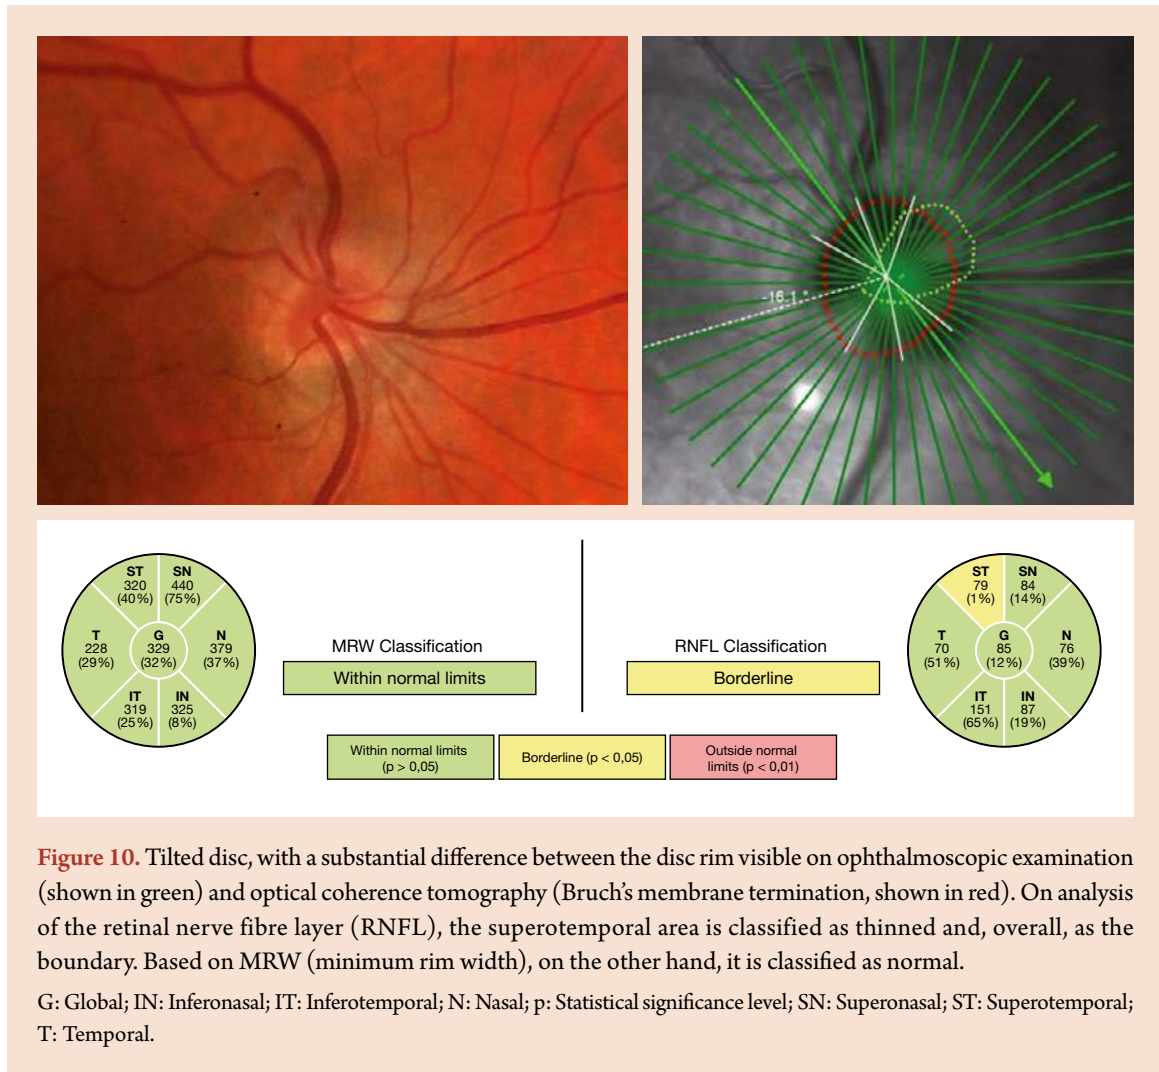 -16.1°
ST
320
(40%)
SN
440
(75%)
T
228
(29%)
G
329
(32%)
N
379
(37%)
IT
319
(25%)
IN
325
(8%)
MRW Classification
Within normal limits
RNFL Classification
Borderline
ST
79
(1%)
SN
84
(14%)
T
70
(51%)
G
85
(12%)
N
76
(39%)
IT
151
(65%)
IN
87
(19%)
Within normal limits
(p > 0,05)
Borderline (p < 0,05)
Outside normal
limits (p < 0,01)
Figure 10. Tilted disc, with a substantial difference between the disc rim visible on ophthalmoscopic examination
(shown in green) and optical coherence tomography (Bruch’s membrane termination, shown in red). On analysis
of the retinal nerve fibre layer (RNFL), the superotemporal area is classified as thinned and, overall, as the
boundary. Based on MRW (minimum rim width), on the other hand, it is classified as normal.
G: Global; IN: Inferonasal; IT: Inferotemporal; N: Nasal; p: Statistical significance level; SN: Superonasal; ST: Superotemporal;
T: Temporal.